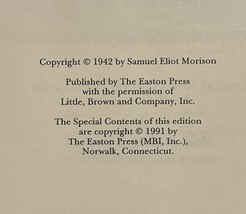 Copyright © 1942 by Samuel Eliot Morison
Published by The Easton Press
with the permission of
Little, Brown and Company, Inc.
The Special Contents of this edition
are copyright © 1991 by
The Easton Press (MBI, Inc.),
Norwalk, Connecticut.